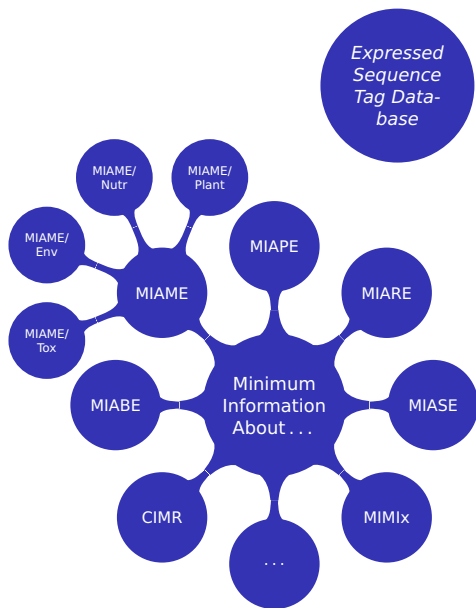 Expressed
Sequence
Tag Data-
base
MIAME/
Nutr
MIAME/
Plant
MIAME/
Env
MIAME
MIAPE
MIARE
MIAME/
Tox
MIABE
Minimum
Information
About . . .
MIASE
CIMR
MIMIx
. . .